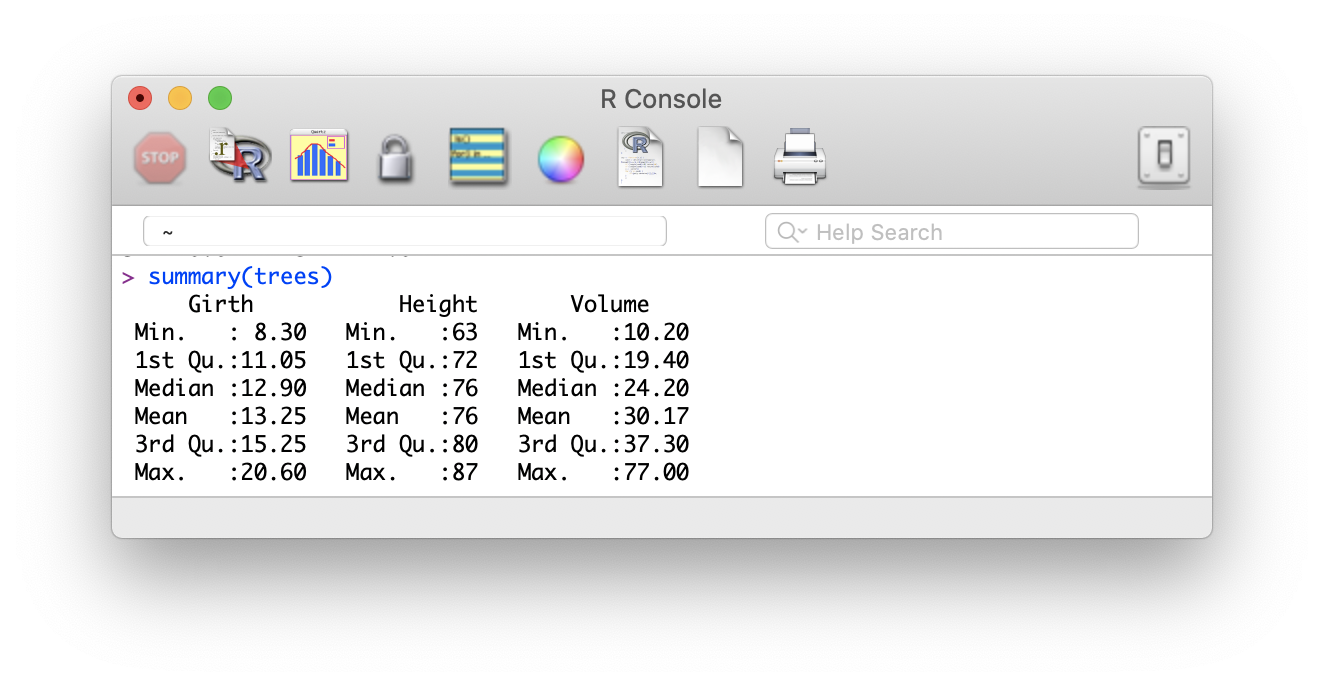 R Console
STOP
~
Help Search
> summary(trees)
     Girth           Height       Volume
 Min.   : 8.30   Min.   :63   Min.   :10.20
 1st Qu.:11.05   1st Qu.:72   1st Qu.:19.40
 Median :12.90   Median :76   Median :24.20
 Mean   :13.25   Mean   :76   Mean   :30.17
 3rd Qu.:15.25   3rd Qu.:80   3rd Qu.:37.30
 Max.   :20.60   Max.   :87   Max.   :77.00